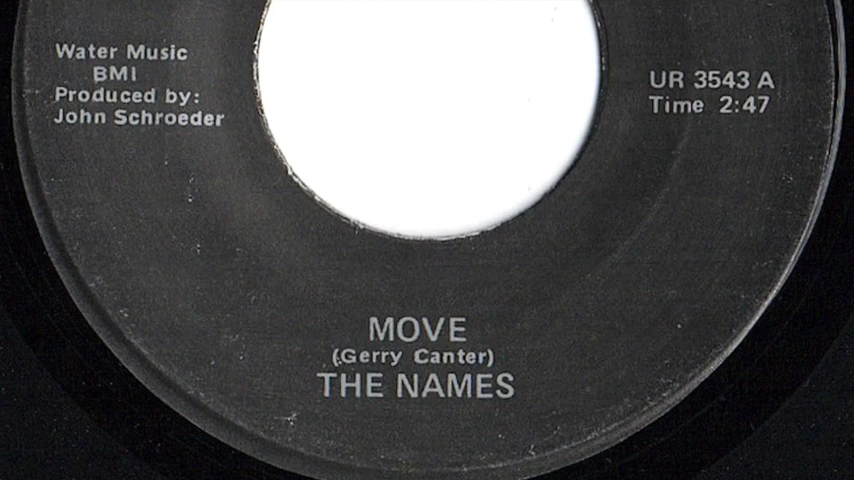 Water Music
BMI
Produced by:
John Schroeder
UR 3543 A
Time 2:47
MOVE
(Gerry Canter)
THE NAMES